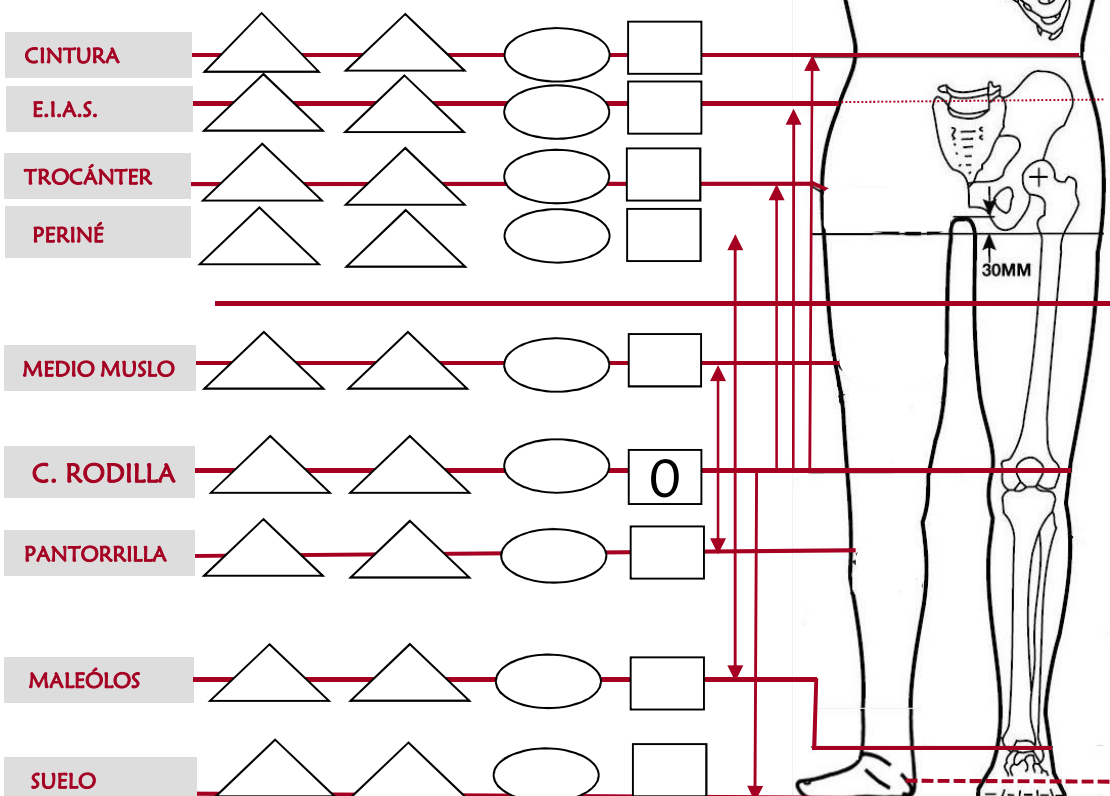 CINTURA
E.I.A.S.
TROCÁNTER
PERINÉ
30MM
MEDIO MUSLO
C. RODILLA
0
PANTORRILLA
MALEÓLOS
SUELO